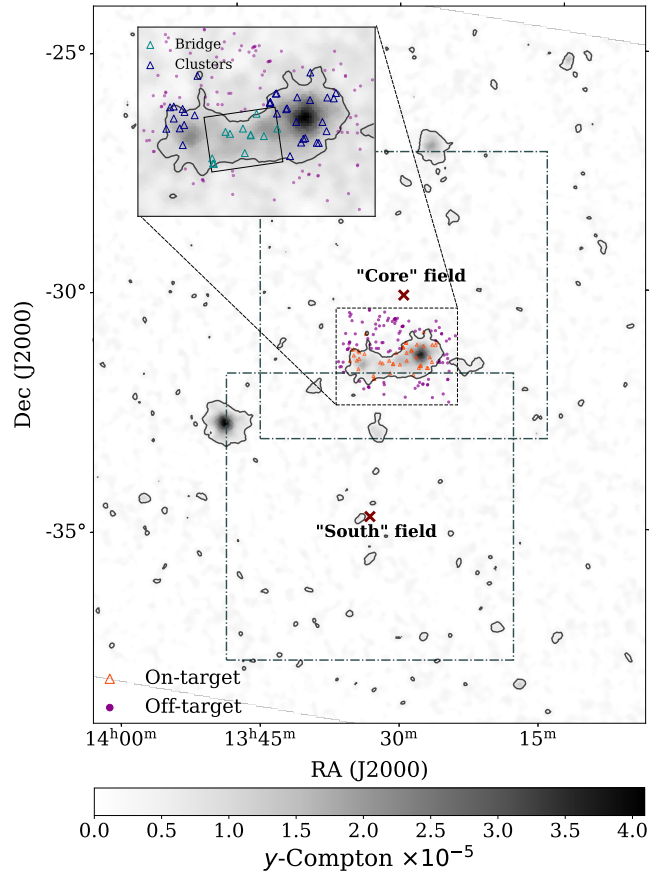 Bridge
Clusters
-25°
-30°
-35°
Dec (J2000)
"Core" field
"South" field
On-target
Off-target
14ʰ00ᵐ 13ʰ45ᵐ 30ᵐ 15ᵐ
RA (J2000)
0.0 0.5 1.0 1.5 2.0 2.5 3.0 3.5 4.0
y-Compton ×10⁻⁵